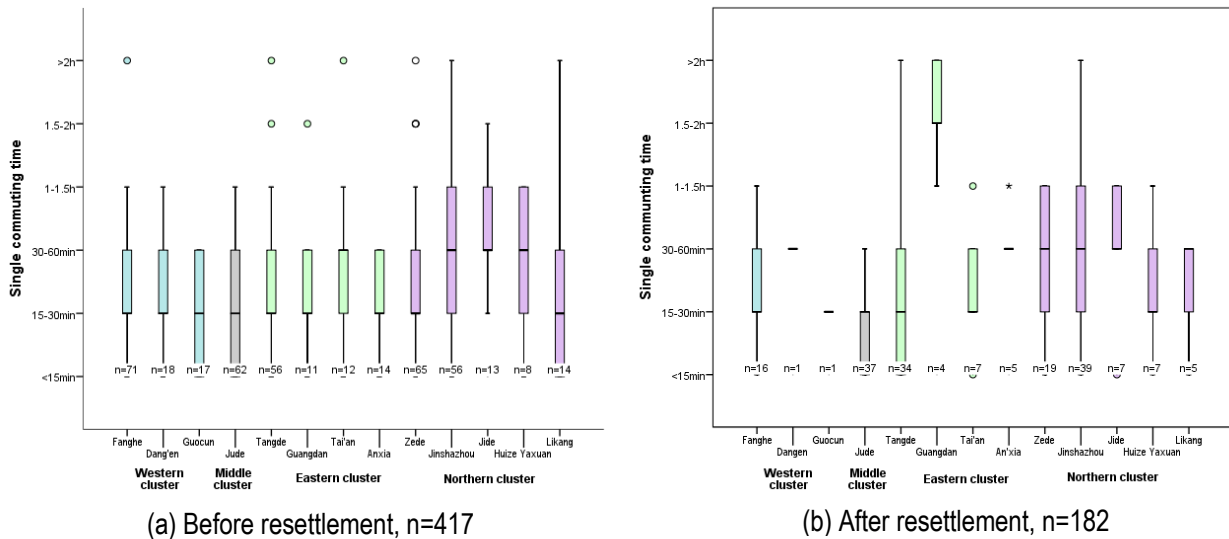 Single commuting time
>2h
1.5-2h
1-1.5h
30-60min
15-30min
<15min
n=71 n=18 n=17 n=62 n=56 n=11 n=12 n=14 n=65 n=56 n=13 n=8 n=14
Fanghe Guocun Tangde Tai'an Zede Jide Likang
Dang'en Jude Guangdan Anxia Jinshazhou Huize Yaxuan
Western cluster Middle cluster Eastern cluster Northern cluster
(a) Before resettlement, n=417
Single communting time
>2h
1.5-2h
1-1.5h
30-60min
15-30min
<15min
*
n=16 n=1 n=1 n=37 n=34 n=4 n=7 n=5 n=19 n=39 n=7 n=7 n=5
Fanghe Guocun Tangde Tai'an Zede Jide Likang
Dangen Jude Guangdan An'xia Jinshazhou Huize Yaxuan
Western cluster Middle cluster Eastern cluster Northern cluster
(b) After resettlement, n=182